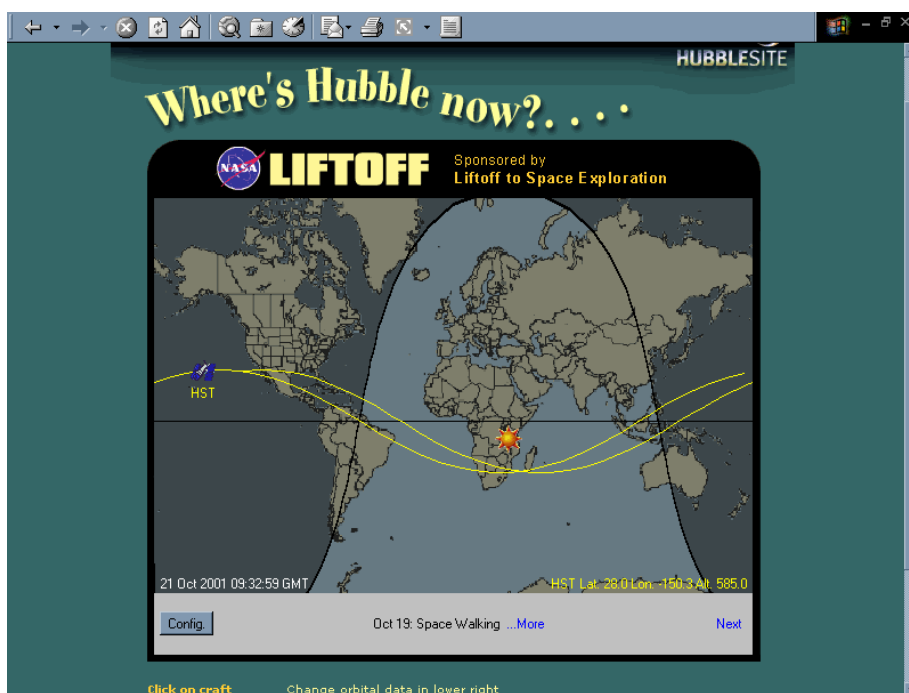 HUBBLESITE
Where's Hubble now?. . . .
NASA
LIFTOFF
Sponsored by
Liftoff to Space Exploration
HST
21 Oct 2001 09:32:59 GMT
HST Lat. 28.0 Lon. -150.3 Alt. 585.0
Config.
Oct 19: Space Walking ...More
Next
Click on craft
Change orbital data in lower right